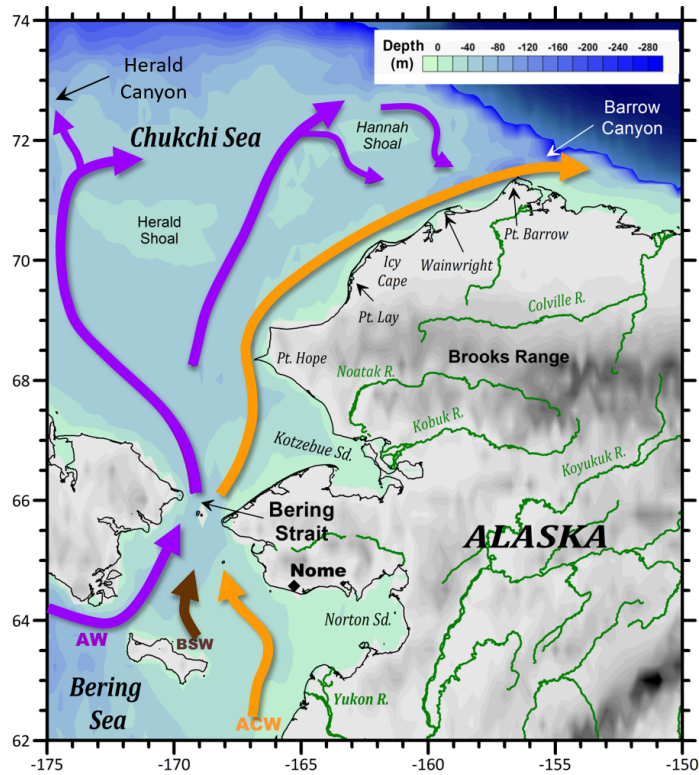 74
72
70
68
66
64
62
-175
-170
-165
-160
-155
-150
Depth
(m)
0 -40 -80 -120 -160 -200 -240 -280
Herald
Canyon
Chukchi Sea
Hannah
Shoal
Barrow
Canyon
Herald
Shoal
Pt. Barrow
Wainwright
Icy
Cape
Pt. Lay
Colville R.
Pt. Hope
Brooks Range
Noatak R.
Kobuk R.
Kotzebue Sd.
Koyukuk R.
Bering
Strait
ALASKA
Nome
Norton Sd.
AW
BSW
Bering
Sea
ACW
Yukon R.